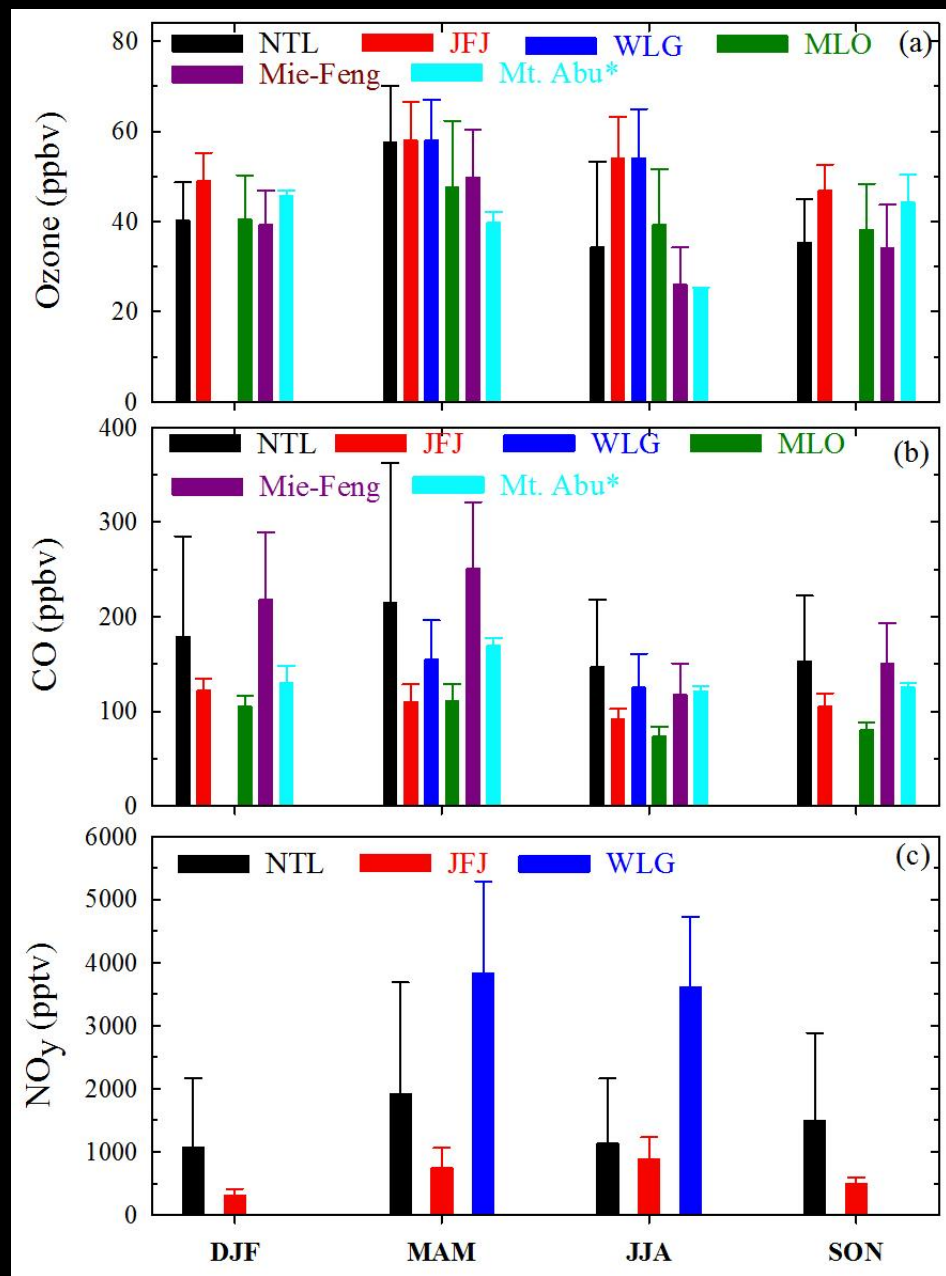 NTL JFJ WLG MLO (a)
Mie-Feng Mt. Abu*
Ozone (ppbv)
80
60
40
20
0
400
NTL JFJ WLG MLO (b)
Mie-Feng Mt. Abu*
CO (ppbv)
300
200
100
0
6000
NTL JFJ WLG (c)
NOy (pptv)
5000
4000
3000
2000
1000
0
DJF MAM JJA SON